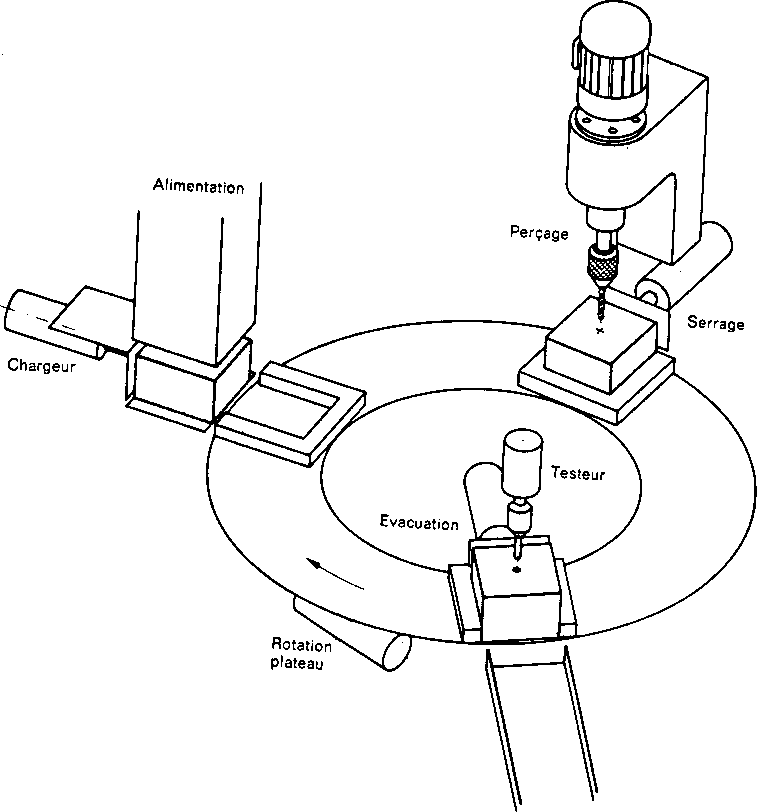 Alimentation
Perçage
Serrage
Chargeur
Testeur
Evacuation
Rotation
plateau